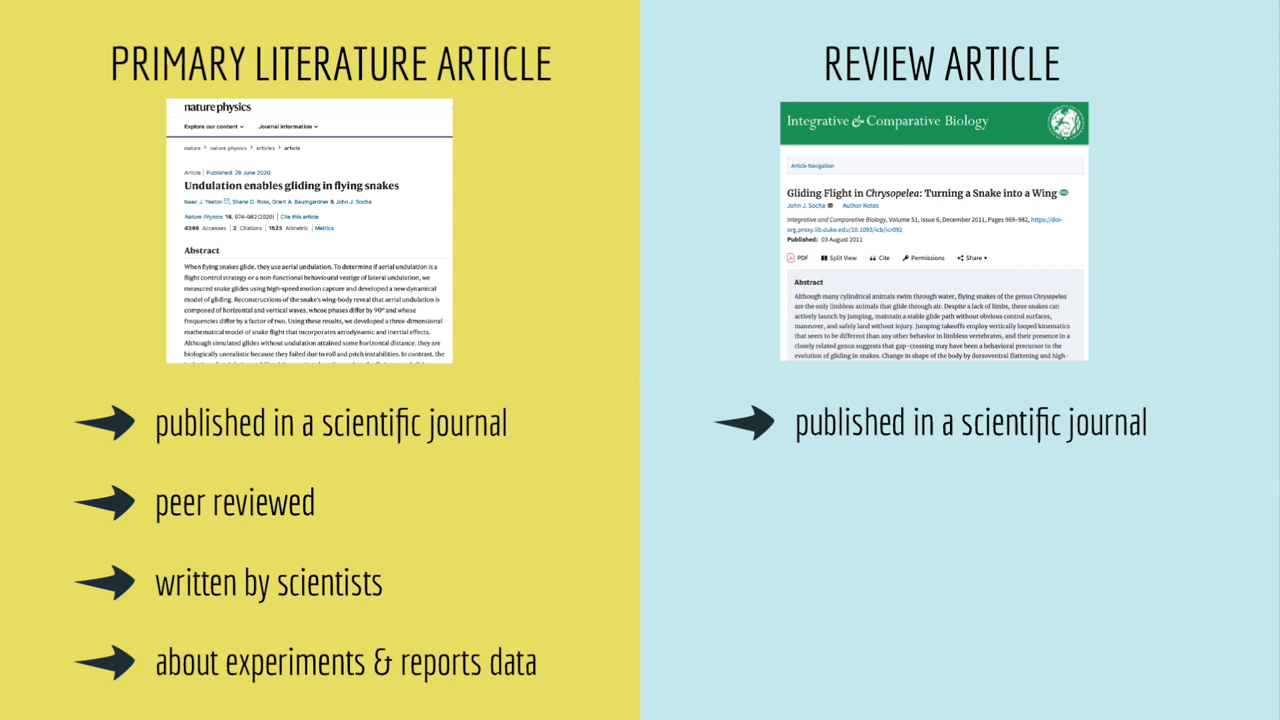 PRIMARY LITERATURE ARTICLE
nature physics
Explore our content Journal information
nature > nature physics > articles > article
Article | Published: 29 June 2020
Undulation enables gliding in flying snakes
Isaac J. Yeaton, Shane D. Ross, Grant A. Baumgardner & John J. Socha
Nature Physics 16, 974–982(2020) | Cite this article
4396 Accesses | 2 Citations | 1523 Altmetric | Metrics
Abstract
When flying snakes glide, they use aerial undulation. To determine if aerial undulation is a
flight control strategy or a non-functional behavioural vestige of lateral undulation, we
measured snake glides using high-speed motion capture and developed a new dynamical
model of gliding. Reconstructions of the snake's wing-body reveal that aerial undulation is
composed of horizontal and vertical waves, whose phases differ by 90° and whose
frequencies differ by a factor of two. Using these results, we developed a three-dimensional
mathematical model of snake flight that incorporates aerodynamic and inertial effects.
Although simulated glides without undulation attained some horizontal distance, they are
biologically unrealistic because they failed due to roll and pitch instabilities. In contrast, the
published in a scientific journal
peer reviewed
written by scientists
about experiments & reports data
REVIEW ARTICLE
Integrative & Comparative Biology
Article Navigation
Gliding Flight in Chrysopelea: Turning a Snake into a Wing
John J. Socha Author Notes
Integrative and Comparative Biology, Volume 51, Issue 6, December 2011, Pages 969–982, https://doi-
org.proxy.lib.duke.edu/10.1093/icb/icr092
Published: 03 August 2011
PDF Split View Cite Permissions Share
Abstract
Although many cylindrical animals swim through water, flying snakes of the genus Chrysopelea
are the only limbless animals that glide through air. Despite a lack of limbs, these snakes can
actively launch by jumping, maintain a stable glide path without obvious control surfaces,
maneuver, and safely land without injury. Jumping takeoffs employ vertically looped kinematics
that seems to be different than any other behavior in limbless vertebrates, and their presence in a
closely related genus suggests that gap-crossing may have been a behavioral precursor to the
evolution of gliding in snakes. Change in shape of the body by dorsoventral flattening and high-
published in a scientific journal